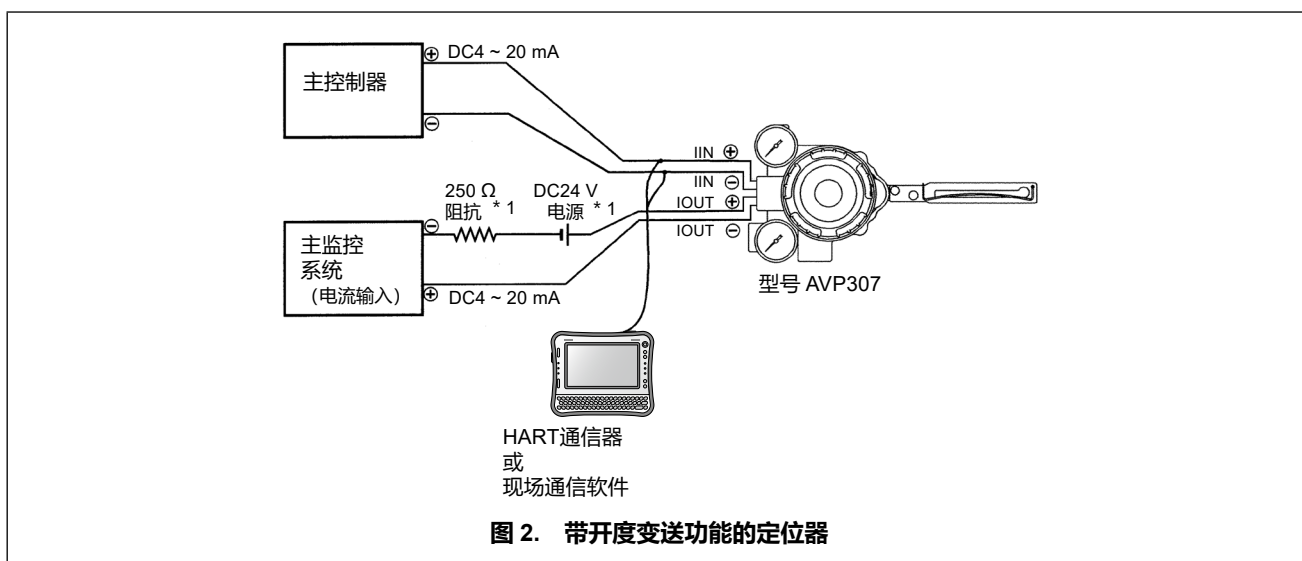 ⊕ DC4 ~ 20 mA
主控制器
⊖
IIN ⊕
IIN ⊖
IOUT ⊕
IOUT ⊖
250 Ω
阻抗 * 1
DC24 V
电源 * 1
⊖
主监控
系统
（电流输入）
⊕ DC4 ~ 20 mA
型号 AVP307
HART通信器
或
现场通信软件
图 2. 带开度变送功能的定位器